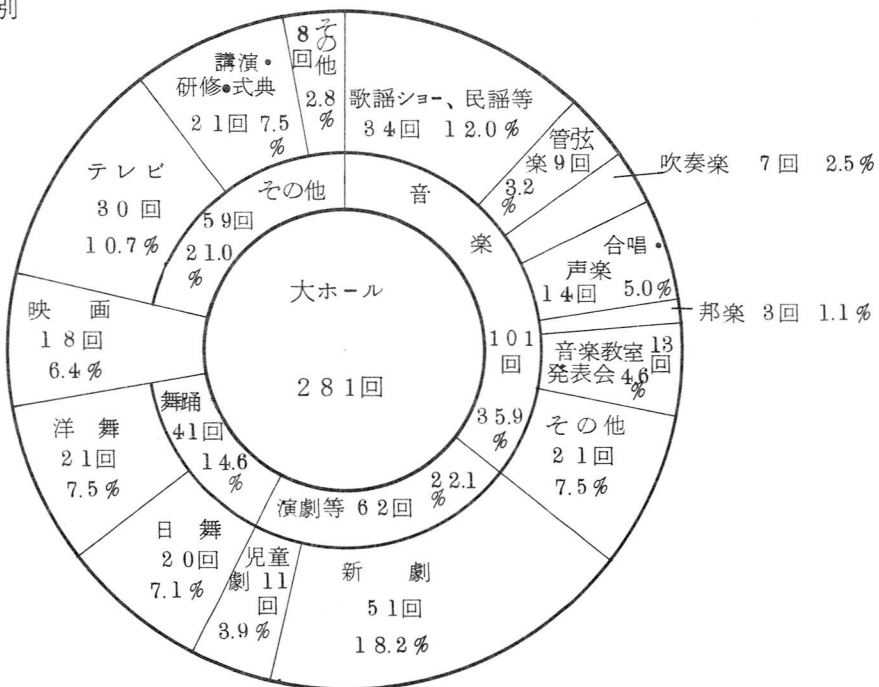 別
大ホール
281回
音
楽
101
回
35.9
%
歌謡ショー、民謡等
34回 12.0%
管弦
楽9回
3.2
%
吹奏楽 7回 2.5%
合唱・
声楽
14回 5.0%
邦楽 3回 1.1%
音楽教室13
発表会4.6回
%
その他
21回
7.5%
演劇等62回
22.1
%
新劇
51回
18.2%
児童
劇11
回
3.9%
舞踊
41回
14.6
%
日舞
20回
7.1%
洋舞
21回
7.5%
映画
18回
6.4%
その他
59回
21.0
%
テレビ
30回
10.7%
講演・
研修・式典
21回 7.5
%
その他
8回
2.8
%